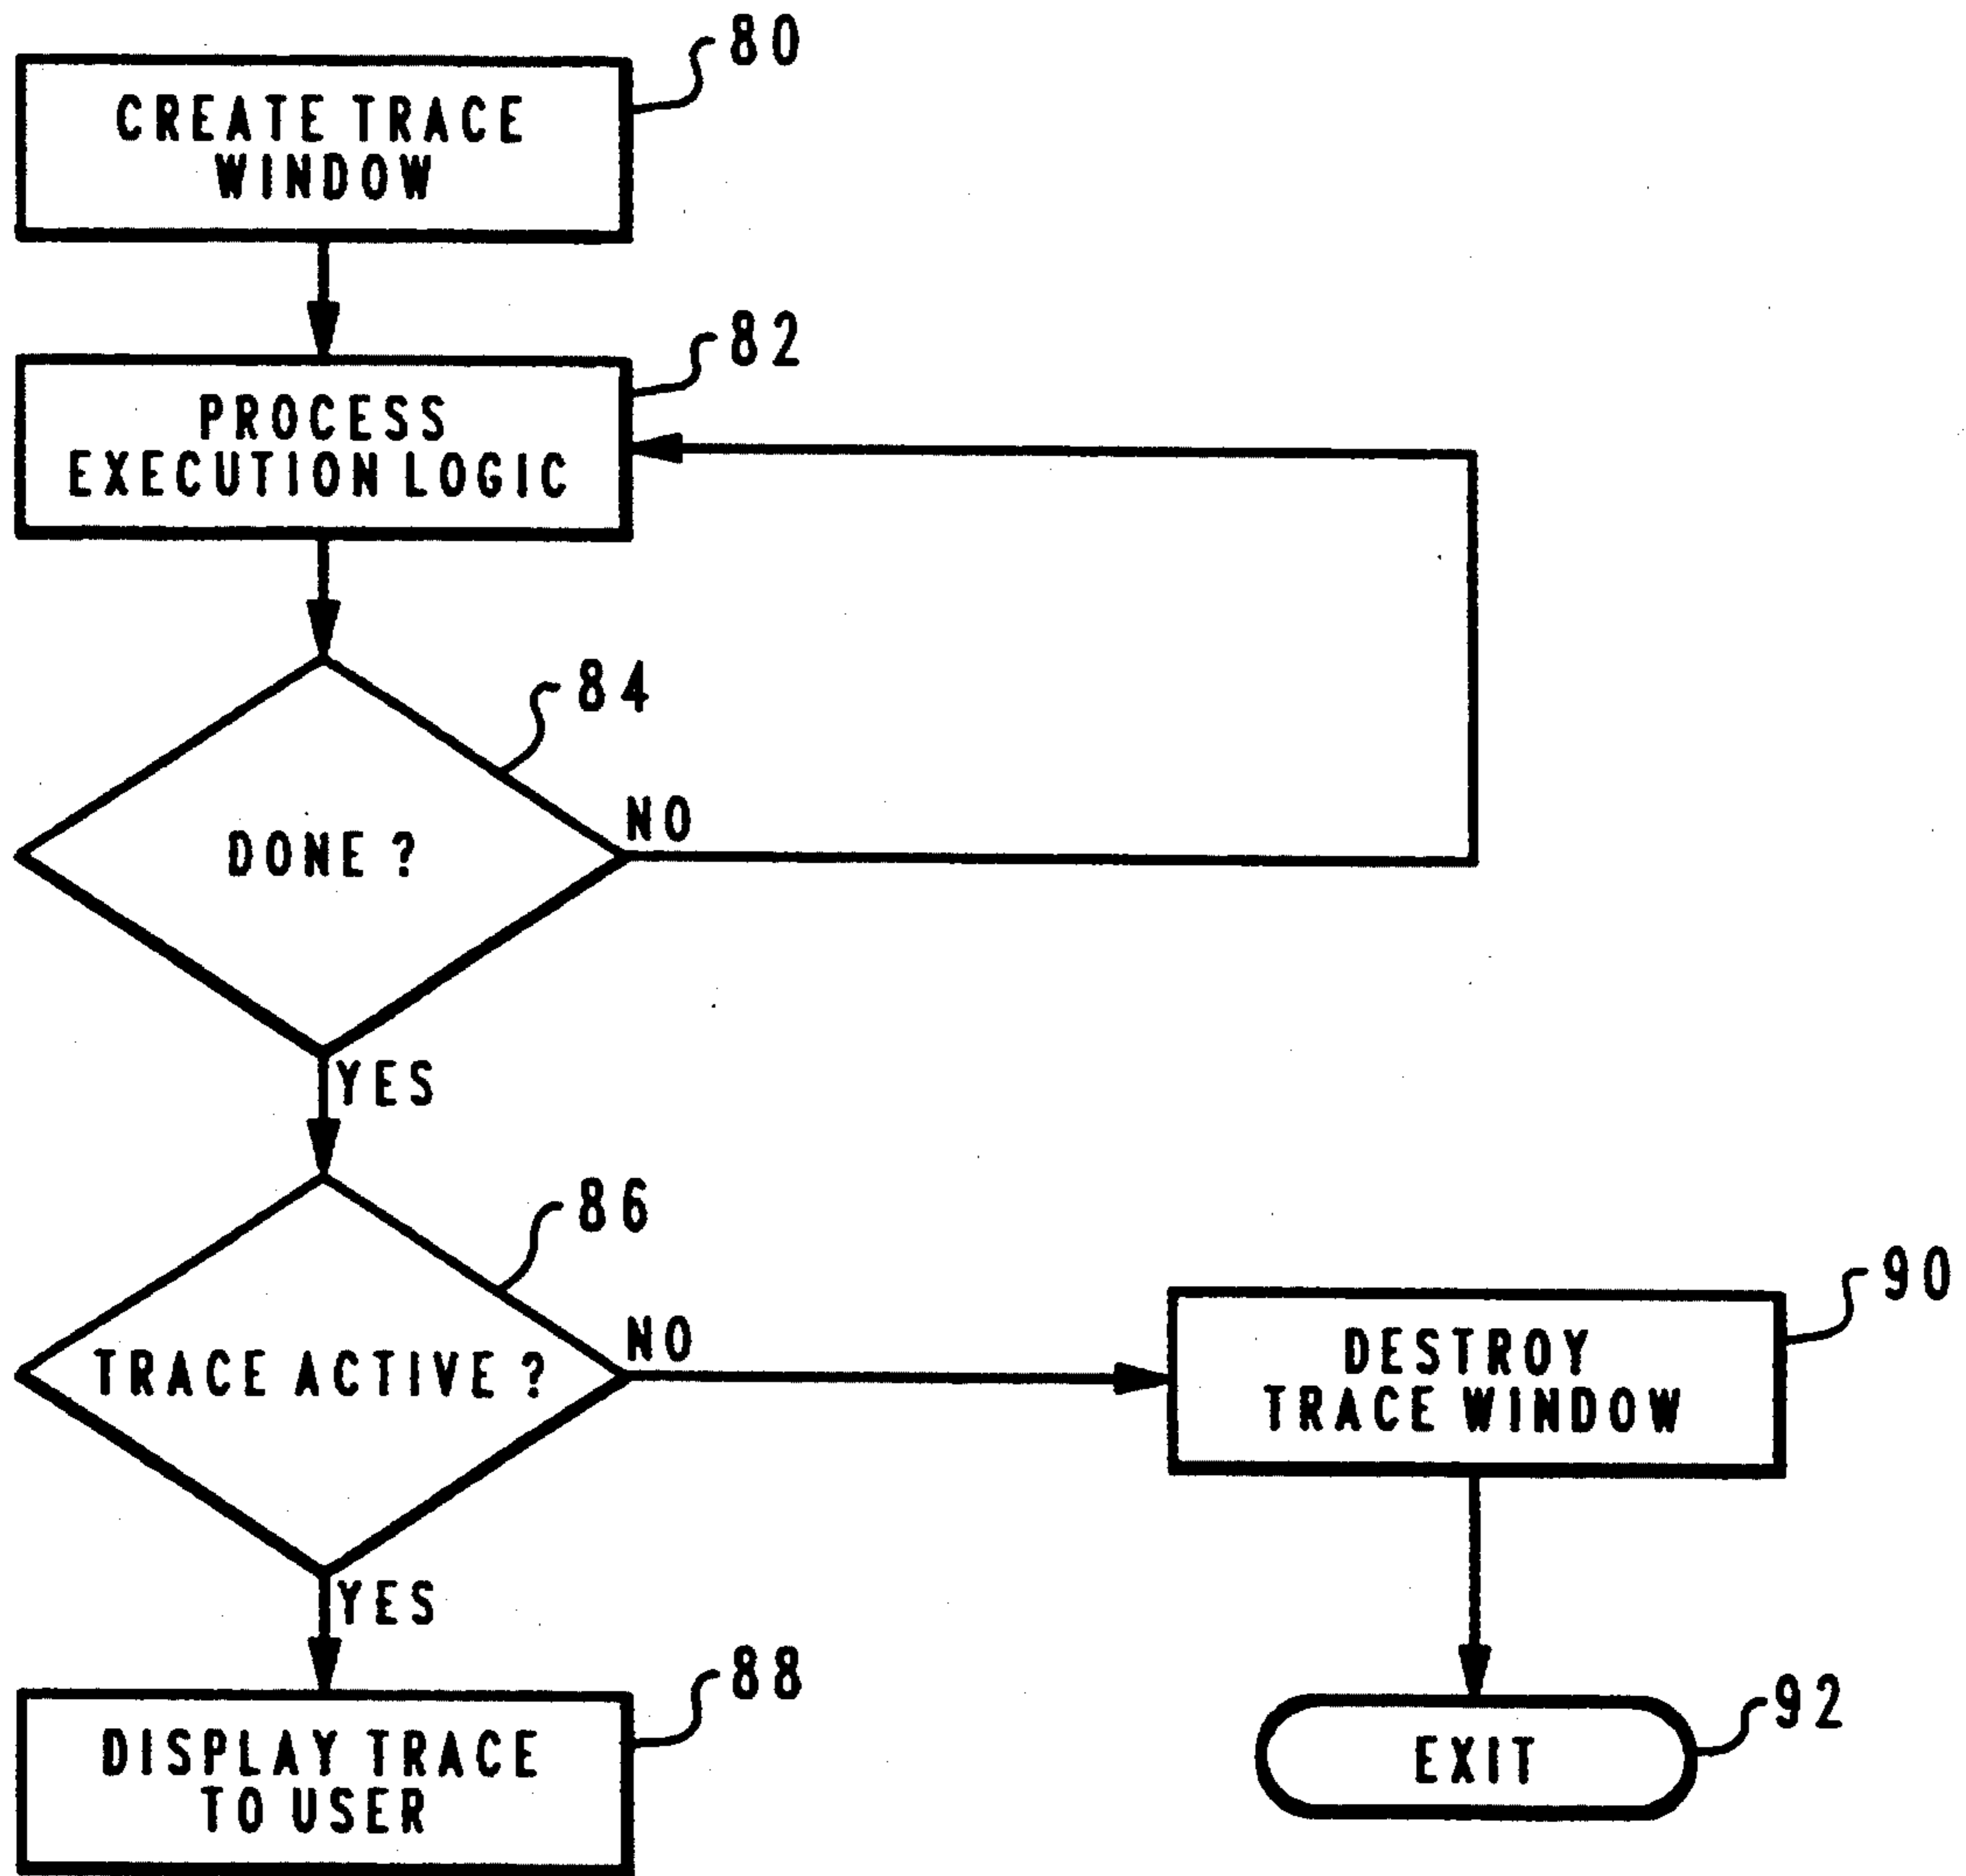 80
CREATE TRACE
WINDOW
82
PROCESS
EXECUTION LOGIC
84
DONE ?
NO
YES
86
TRACE ACTIVE ?
NO
90
DESTROY
TRACE WINDOW
YES
88
DISPLAY TRACE
TO USER
92
EXIT